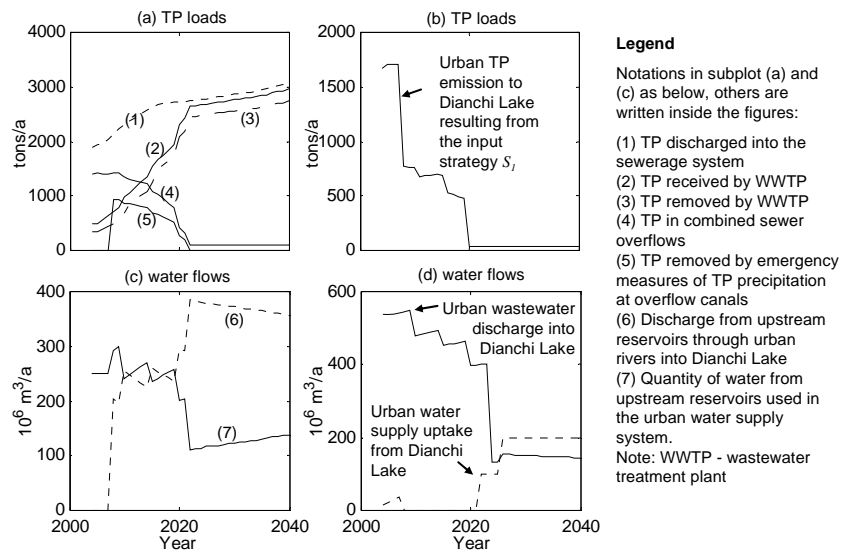 (a) TP loads
4000
3000
2000
1000
0
tons/a
(1)
(2)
(3)
(4)
(5)
(b) TP loads
2000
1500
1000
500
0
tons/a
Urban TP
emission to
Dianchi Lake
resulting from
the input
strategy S1
(c) water flows
400
300
200
100
0
10^6 m^3/a
2000
2020
2040
Year
(6)
(7)
(d) water flows
600
400
200
0
10^6 m^3/a
2000
2020
2040
Year
Urban wastewater
discharge into
Dianchi Lake
Urban water
supply uptake
from Dianchi
Lake
Legend
Notations in subplot (a) and
(c) as below, others are
written inside the figures:
(1) TP discharged into the
sewerage system
(2) TP received by WWTP
(3) TP removed by WWTP
(4) TP in combined sewer
overflows
(5) TP removed by emergency
measures of TP precipitation
at overflow canals
(6) Discharge from upstream
reservoirs through urban
rivers into Dianchi Lake
(7) Quantity of water from
upstream reservoirs used in
the urban water supply
system.
Note: WWTP - wastewater
treatment plant